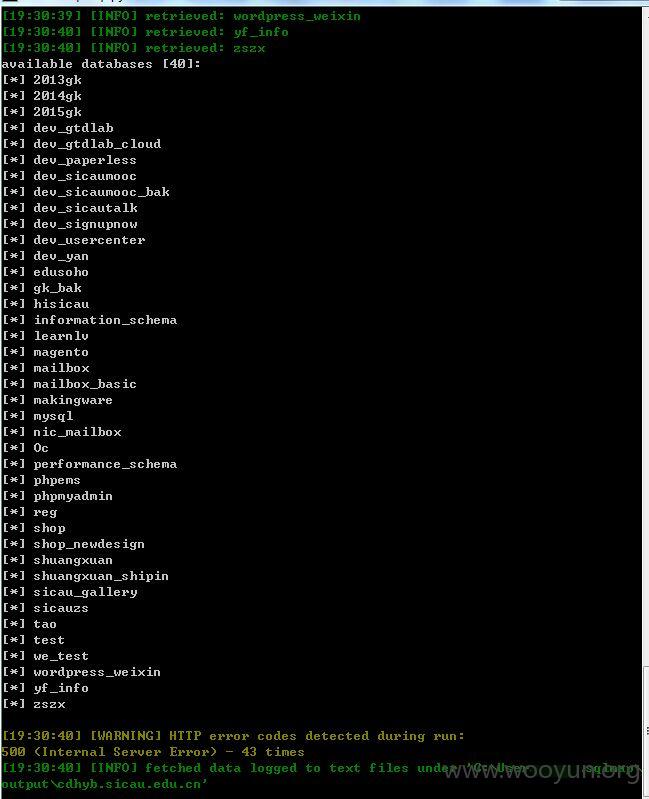 [19:30:39] [INFO] retrieved: wordpress_weixin
[19:30:40] [INFO] retrieved: yf_info
[19:30:40] [INFO] retrieved: zszx
available databases [40]:
[*] 2013gk
[*] 2014gk
[*] 2015gk
[*] dev_gtdlab
[*] dev_gtdlab_cloud
[*] dev_paperless
[*] dev_sicaumooc
[*] dev_sicaumooc_bak
[*] dev_sicautalk
[*] dev_signupnow
[*] dev_usercenter
[*] dev_yan
[*] edusoho
[*] gk_bak
[*] hisicau
[*] information_schema
[*] learnlv
[*] magento
[*] mailbox
[*] mailbox_basic
[*] makingware
[*] mysql
[*] nic_mailbox
[*] Oc
[*] performance_schema
[*] phpems
[*] phpmyadmin
[*] reg
[*] shop
[*] shop_newdesign
[*] shuangxuan
[*] shuangxuan_shipin
[*] sicau_gallery
[*] sicauzs
[*] tao
[*] test
[*] we_test
[*] wordpress_weixin
[*] yf_info
[*] zszx
[19:30:40] [WARNING] HTTP error codes detected during run:
500 (Internal Server Error) - 43 times
[19:30:40] [INFO] fetched data logged to text files under
output\cdhyb.sicau.edu.cn'
www.wooyun.org